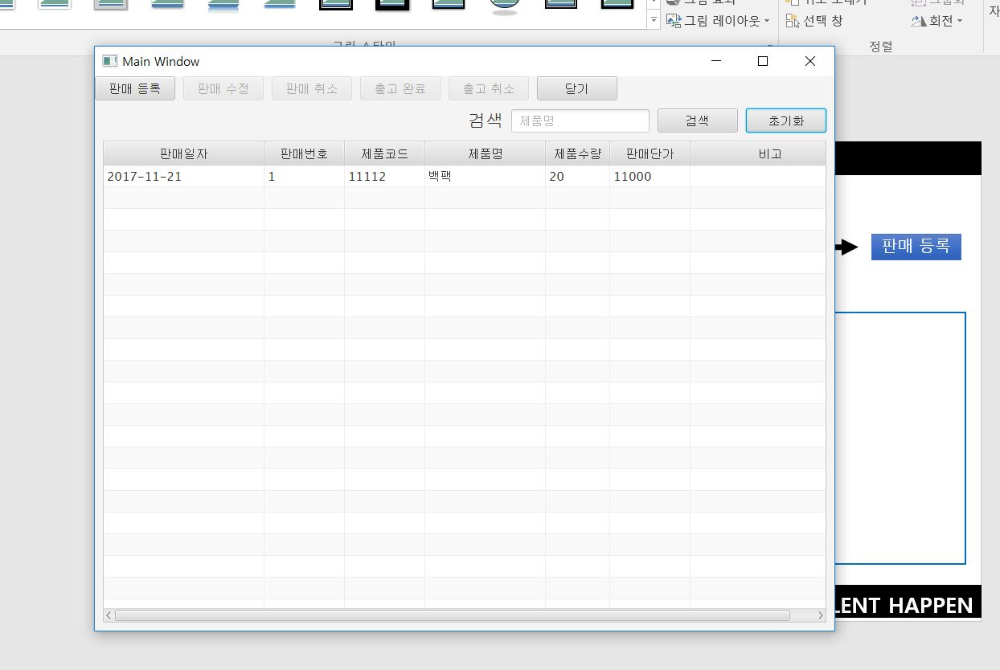 그림 레이아웃
선택 창
회전
정렬
Main Window
판매 등록 판매 수정 판매 취소 출고 완료 출고 취소 닫기
검색 제품명 검색 초기화
판매일자 판매번호 제품코드 제품명 제품수량 판매단가 비고
2017-11-21 1 11112 백팩 20 11000
판매 등록
LENT HAPPEN